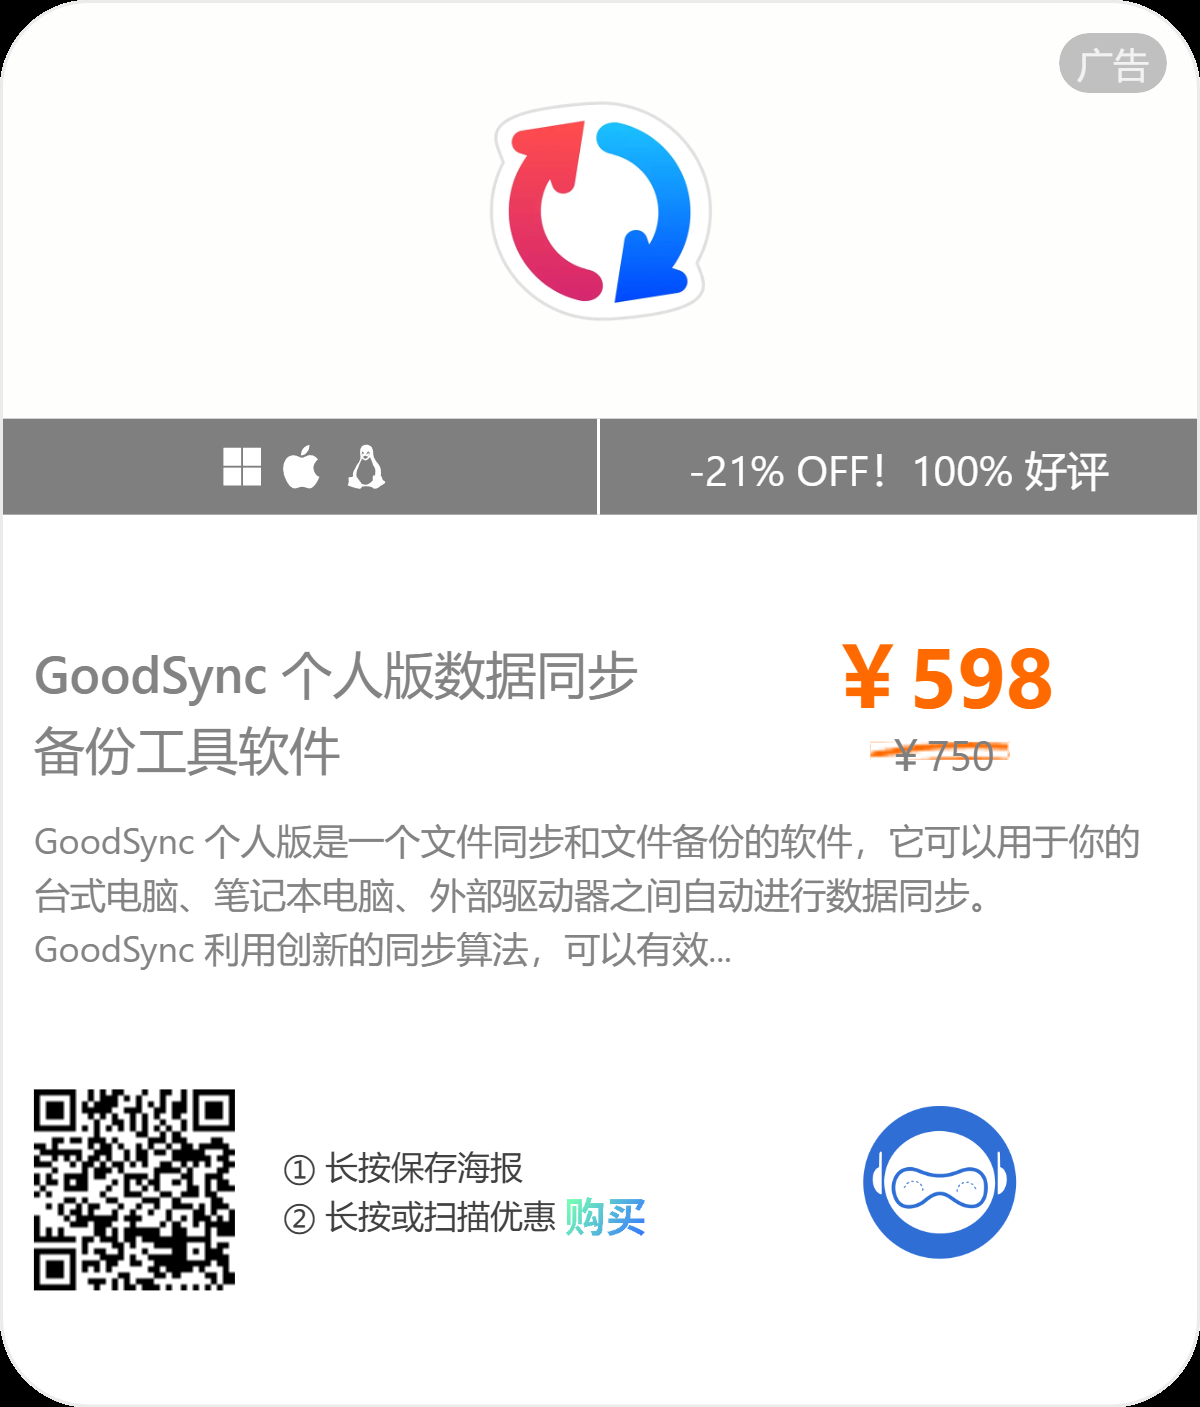 广告
-21% OFF！100% 好评
GoodSync 个人版数据同步
备份工具软件
¥598
¥750
GoodSync 个人版是一个文件同步和文件备份的软件，它可以用于你的
台式电脑、笔记本电脑、外部驱动器之间自动进行数据同步。
GoodSync 利用创新的同步算法，可以有效...
① 长按保存海报
② 长按或扫描优惠 购买